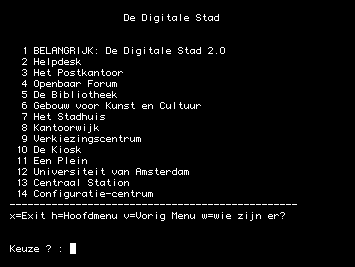 De Digitale Stad
1 BELANGRIJK: De Digitale Stad 2.0
2 Helpdesk
3 Het Postkantoor
4 Openbaar Forum
5 De Bibliotheek
6 Gebouw voor Kunst en Cultuur
7 Het Stadhuis
8 Kantoorwijk
9 Verkiezingscentrum
10 De Kiosk
11 Een Plein
12 Universiteit van Amsterdam
13 Centraal Station
14 Configuratie-centrum
------------------------------------------------
x=Exit h=Hoofdmenu v=Vorig Menu w=wie zijn er?
Keuze ? :